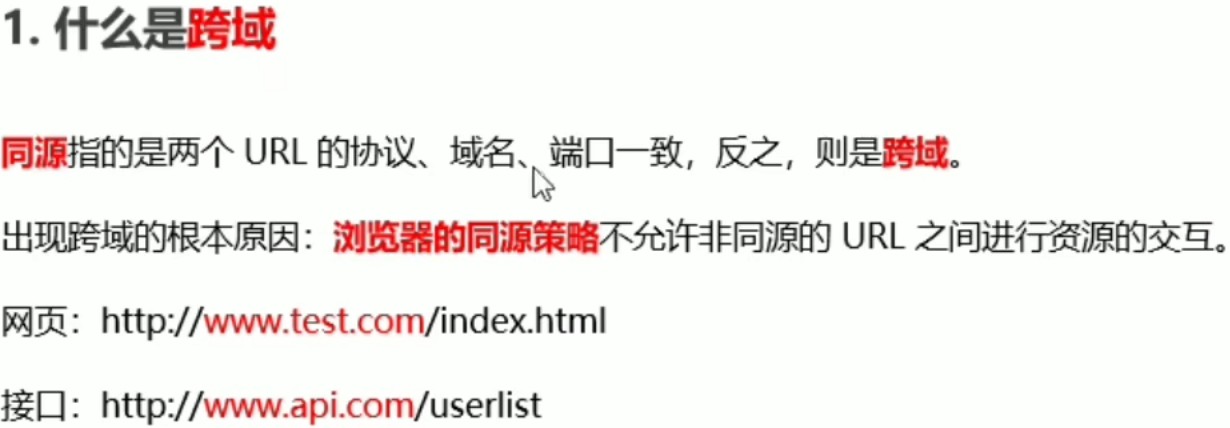 1. 什么是跨域
同源指的是两个 URL 的协议、域名、端口一致，反之，则是跨域。
出现跨域的根本原因：浏览器的同源策略不允许非同源的 URL 之间进行资源的交互。
网页：http://www.test.com/index.html
接口：http://www.api.com/userlist